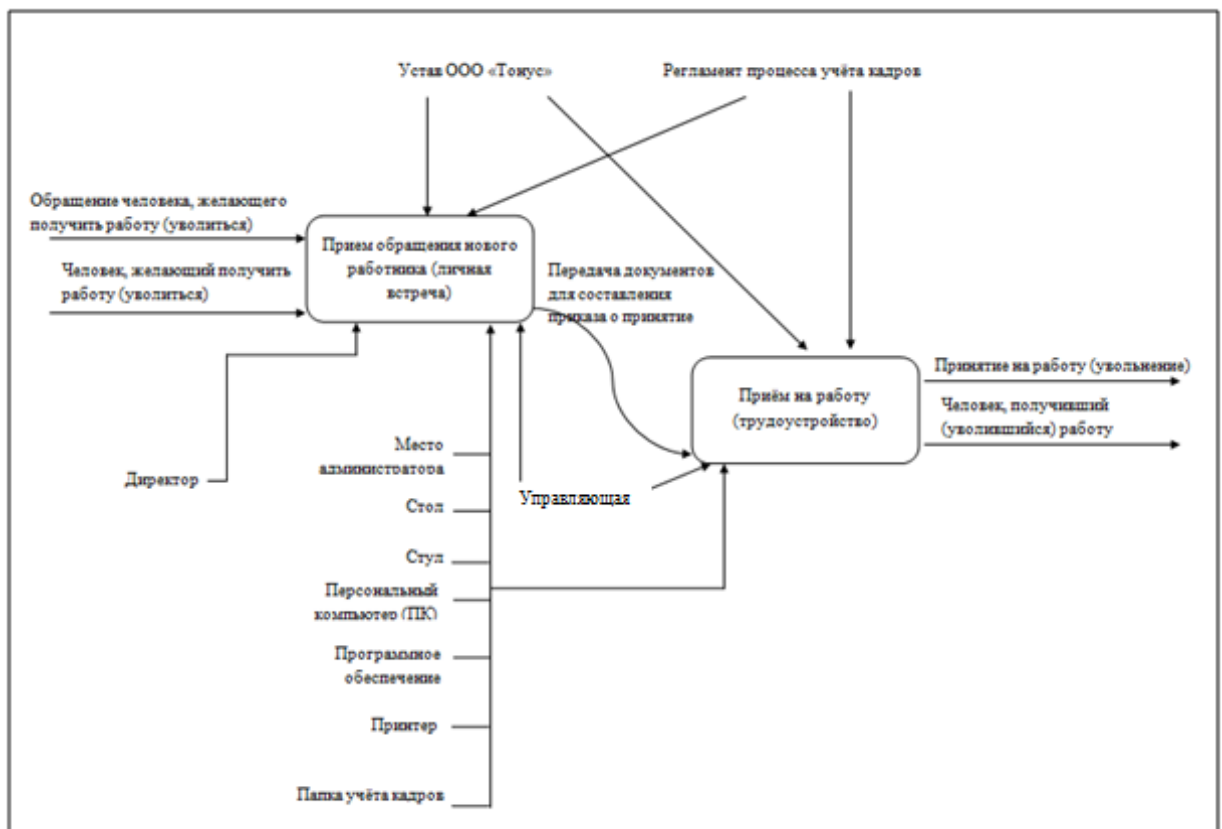 Устав ООО «Тонус»
Регламент процесса учёта кадров
Обращение человека, желающего
получить работу (уволиться)
Человек, желающий получить
работу (уволиться)
Прием обращения нового
работника (личная
встреча)
Передача документов
для составления
приказа о принятие
Приём на работу
(трудоустройство)
Принятие на работу (увольнение)
Человек, получивший
(уволившийся) работу
Директор
Место
администратора
Управляющая
Стол
Стул
Персональный
компьютер (ПК)
Программное
обеспечение
Принтер
Папка учёта кадров